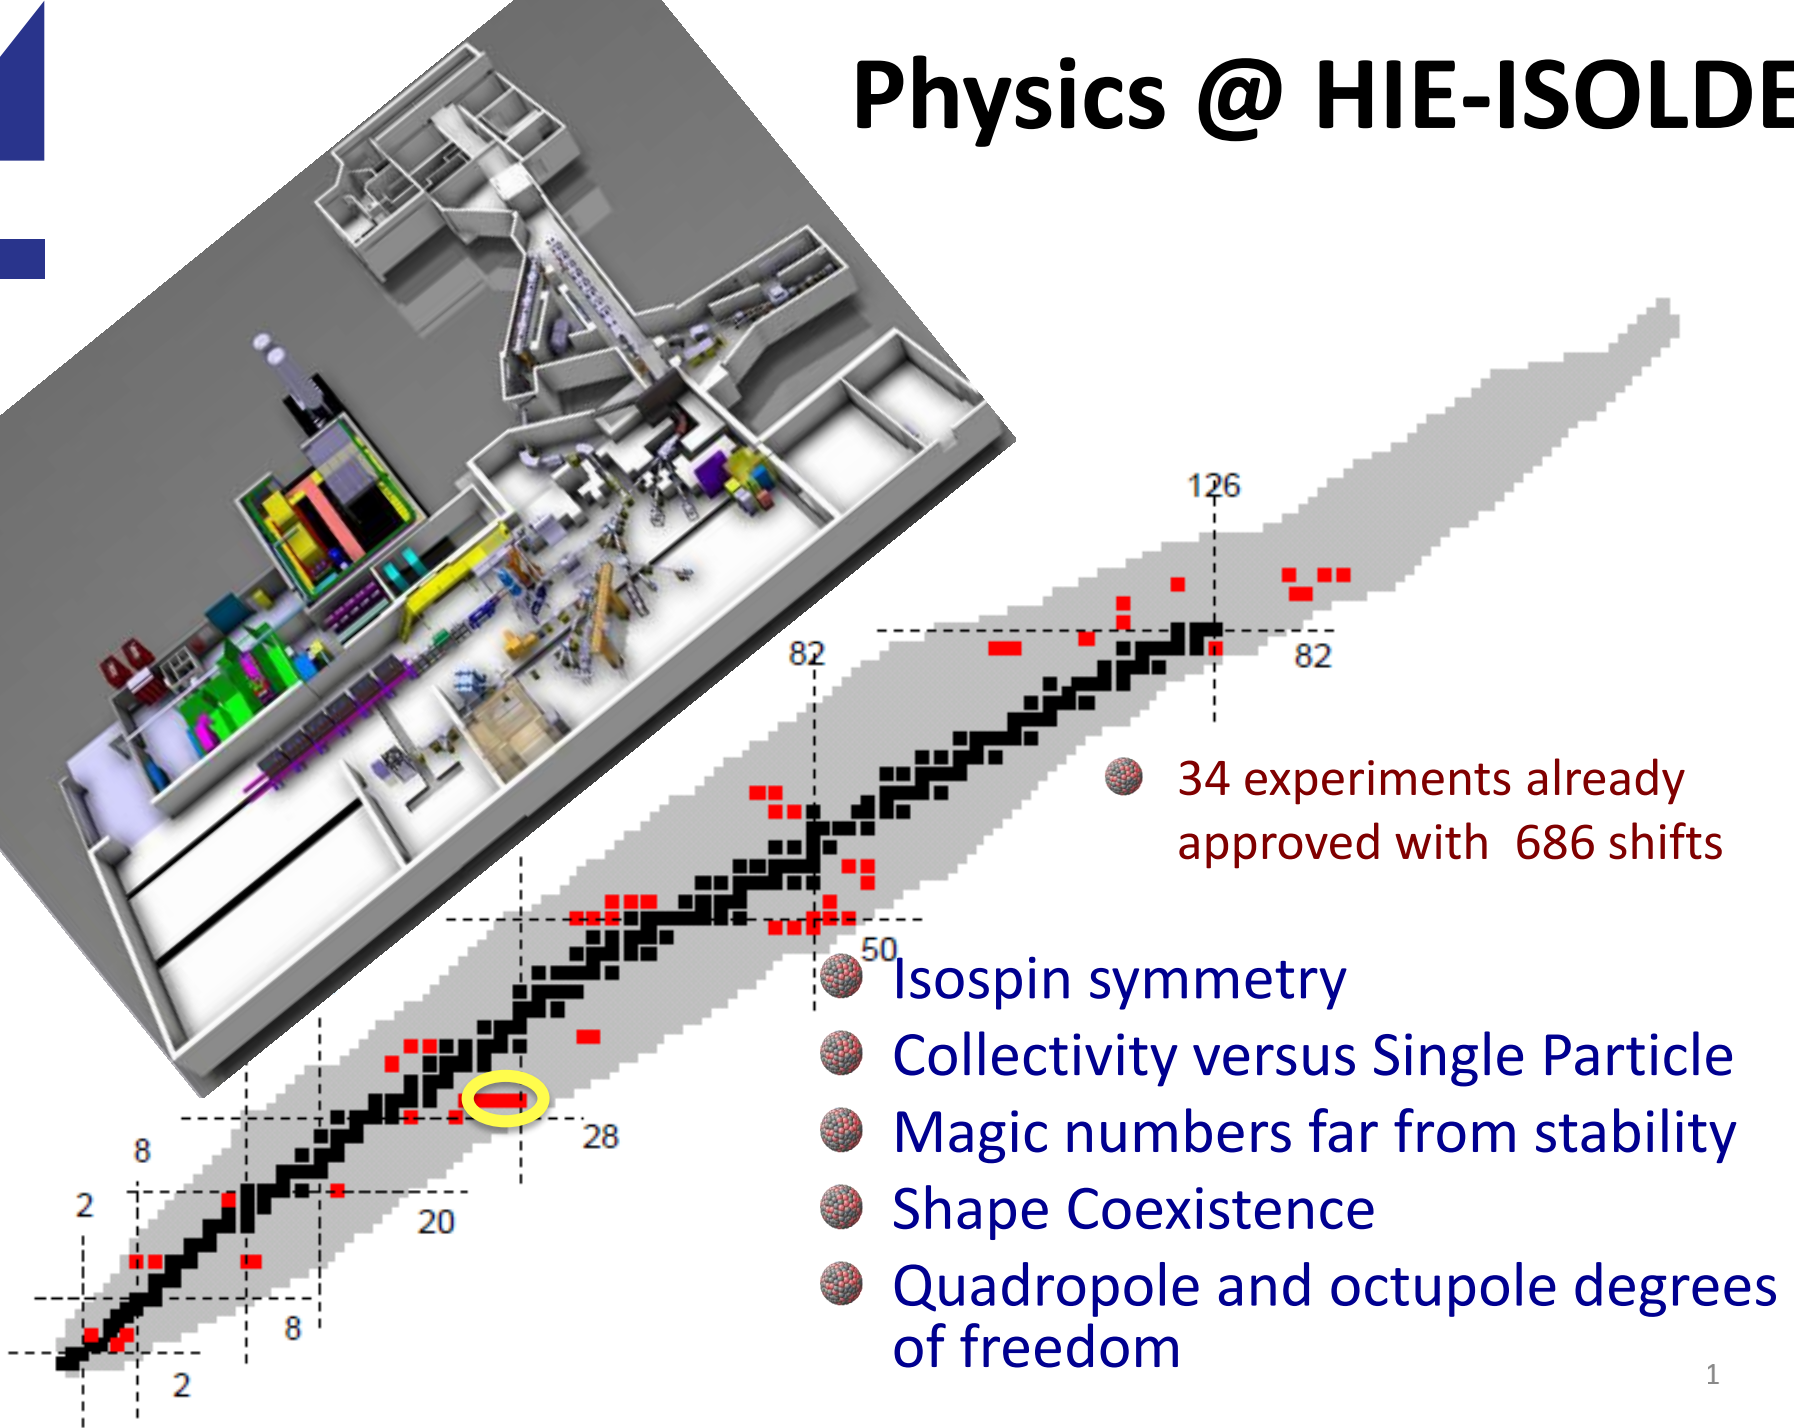 Physics @ HIE-ISOLDE
126
82
82
34 experiments already
approved with 686 shifts
50
Isospin symmetry
Collectivity versus Single Particle
Magic numbers far from stability
28
8
Shape Coexistence
2
20
Quadropole and octupole degrees
of freedom
8
2
1